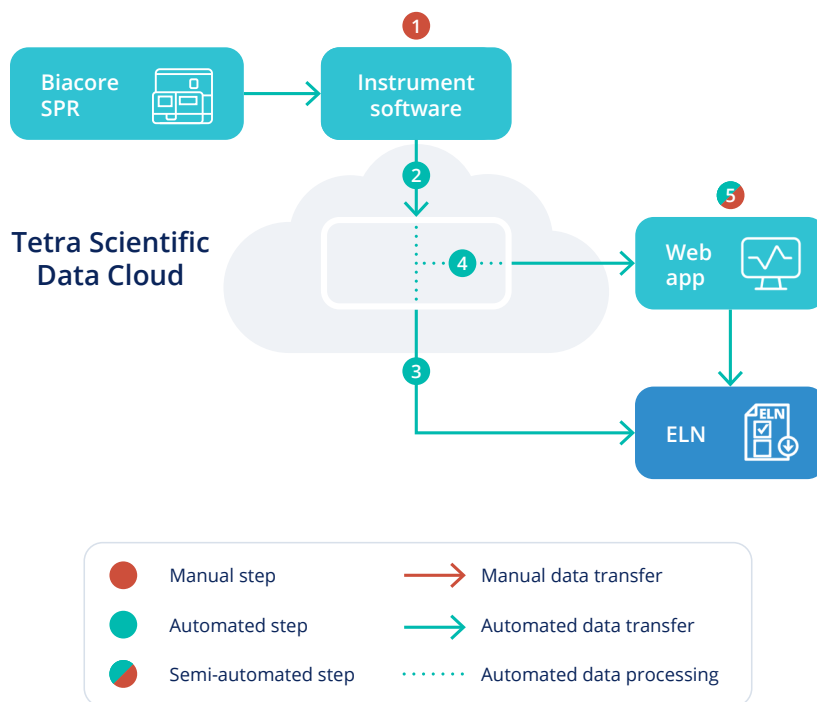 1
Biacore
SPR
Instrument
software
2
5
Tetra Scientific
Data Cloud
4
Web
app
3
ELN
ELN
Manual step
Manual data transfer
Automated step
Automated data transfer
Semi-automated step
Automated data processing